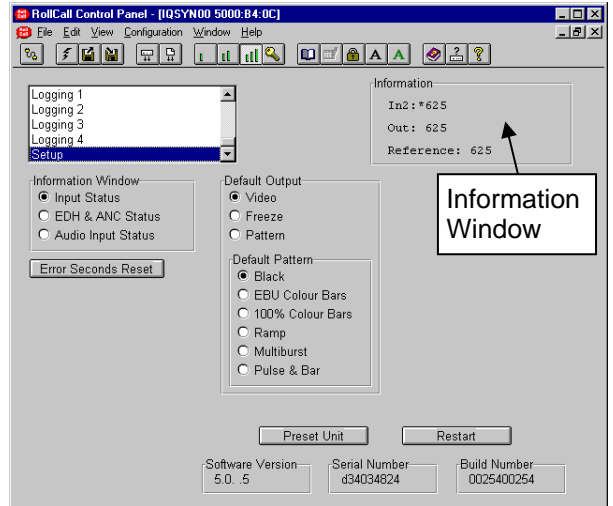 RollCall Control Panel - [IQSYN00 5000:B4:0C]
File Edit View Configuration Window Help
A A
Logging 1
Logging 2
Logging 3
Logging 4
Setup
Information
In2:*625
Out: 625
Reference: 625
Information Window
Information Window
Input Status
EDH & ANC Status
Audio Input Status
Error Seconds Reset
Default Output
Video
Freeze
Pattern
Default Pattern
Black
EBU Colour Bars
100% Colour Bars
Ramp
Multiburst
Pulse & Bar
Preset Unit Restart
Software Version
5.0. .5
Serial Number
d34034824
Build Number
0025400254